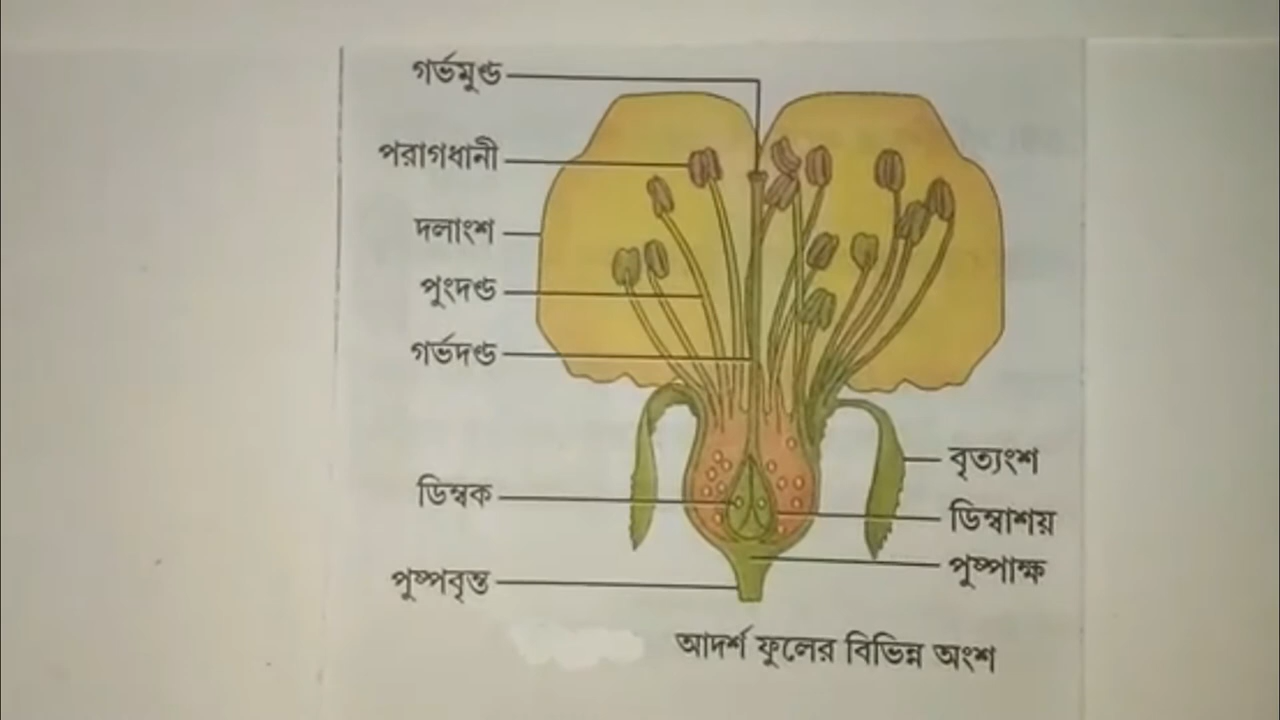 গর্ভমুণ্ড
পরাগধানী
দলাংশ
পুংদণ্ড
গর্ভদণ্ড
বৃত্যংশ
ডিম্বক
ডিম্বাশয়
পুষ্পাক্ষ
পুষ্পবৃন্ত
আদর্শ ফুলের বিভিন্ন অংশ